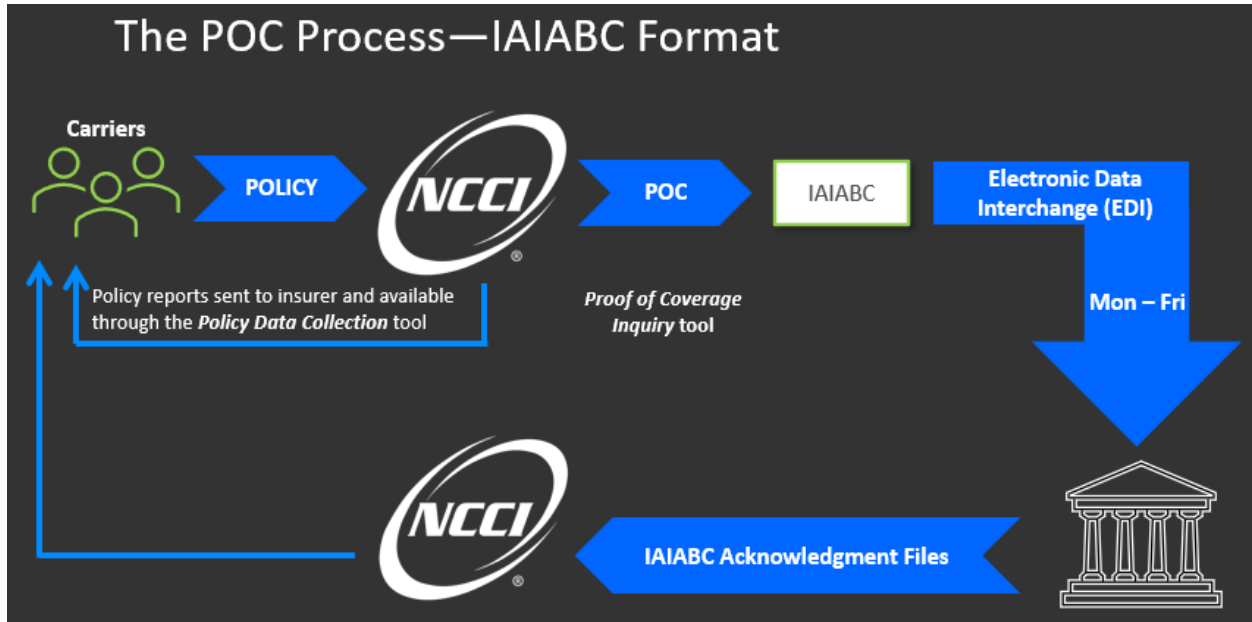 The POC Process—IAIABC Format
Carriers
POLICY
NCCI
®
POC
IAIABC
Electronic Data
Interchange (EDI)
Policy reports sent to insurer and available
through the Policy Data Collection tool
Proof of Coverage
Inquiry tool
Mon – Fri
NCCI
®
IAIABC Acknowledgment Files